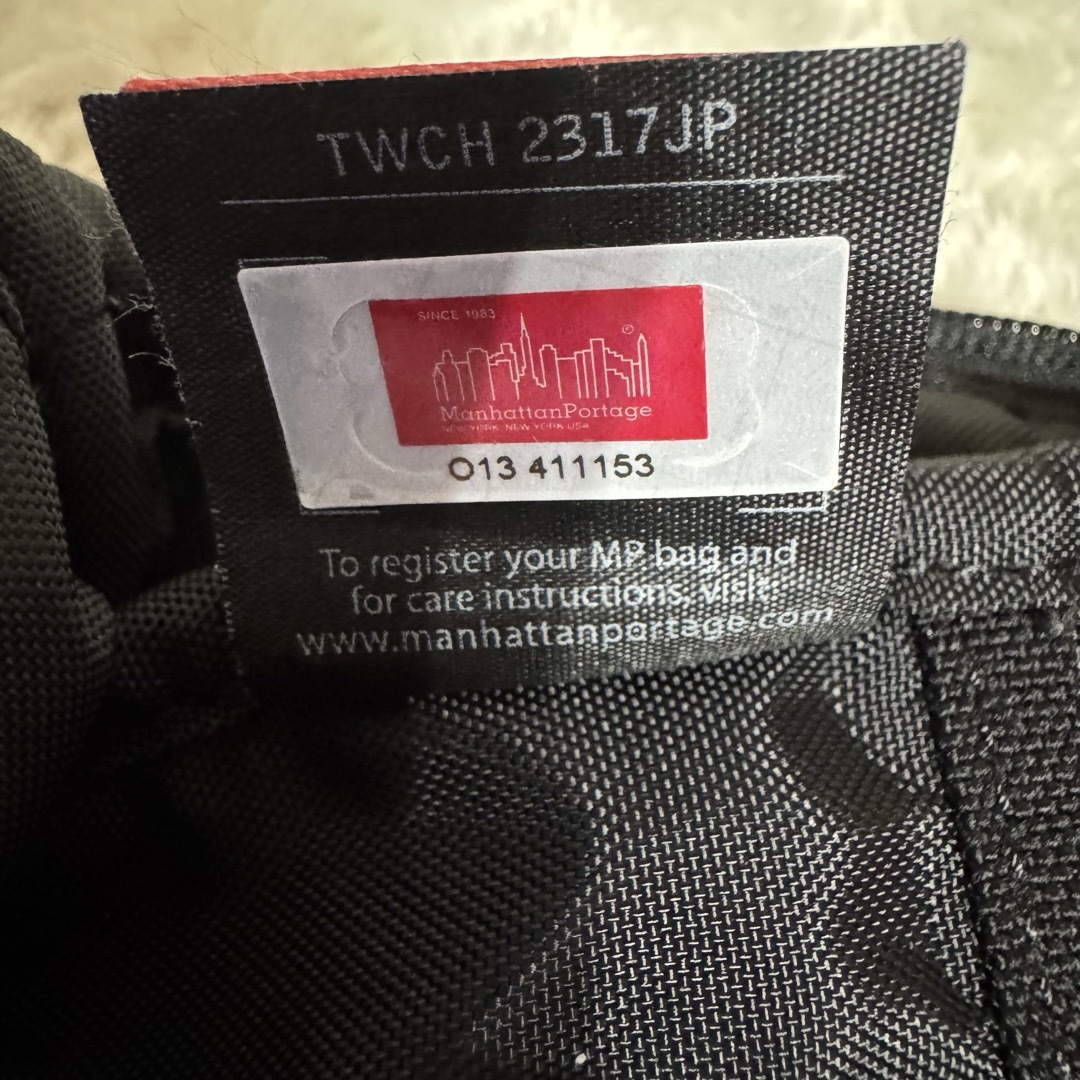 TWCH 2317JP
SINCE 1983
©
ManhattanPortage
NEW YORK, NEW YORK USA
O13 411153
To register your MP bag and
for care instructions, visit:
www.manhattanportage.com